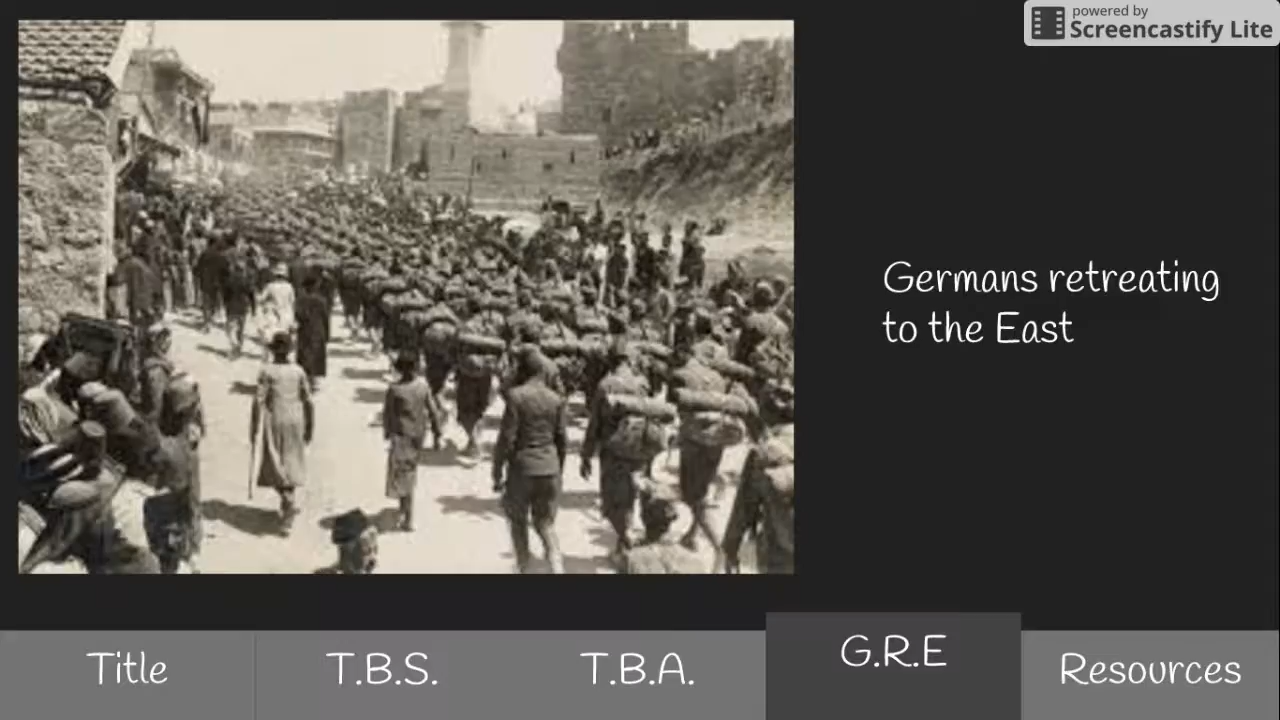 powered by
Screencastify Lite
Germans retreating
to the East
Title
T.B.S.
T.B.A.
G.R.E
Resources